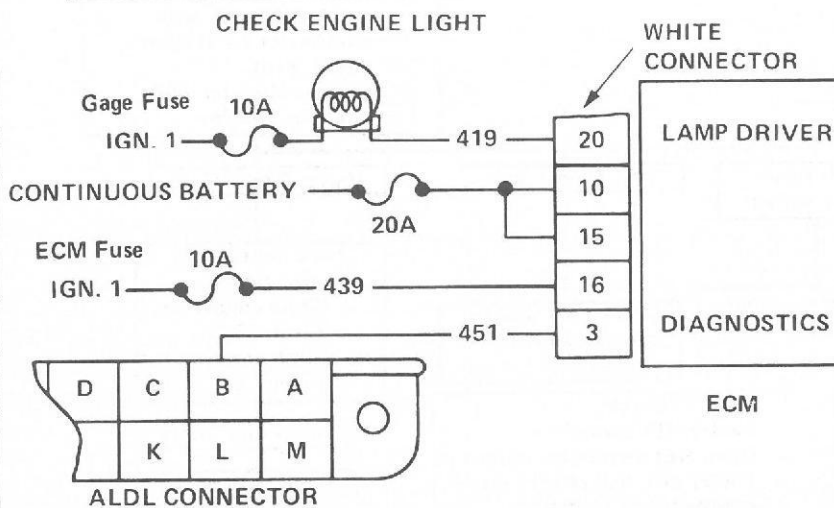 CHECK ENGINE LIGHT
WHITE
CONNECTOR
Gage Fuse
10A
IGN. 1
419
20
LAMP DRIVER
CONTINUOUS BATTERY
20A
10
15
ECM Fuse
10A
IGN. 1
439
16
451
3
DIAGNOSTICS
ECM
D C B A
K L M
ALDL CONNECTOR